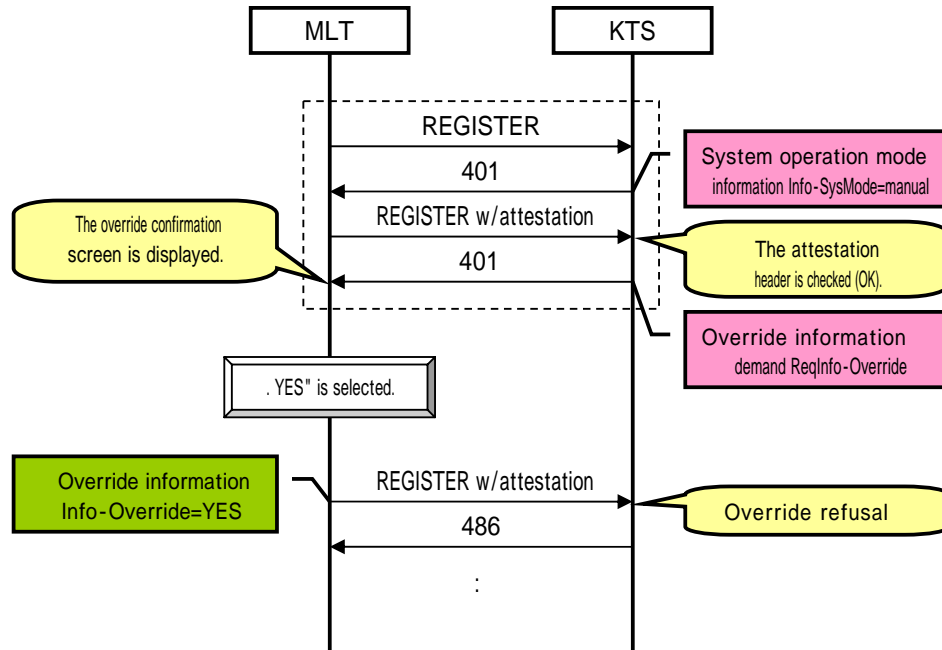 MLT
KTS
REGISTER
401
System operation mode
information Info-SysMode=manual
The override confirmation
screen is displayed.
REGISTER w/attestation
The attestation
header is checked (OK).
401
Override information
demand ReqInfo-Override
. YES" is selected.
Override information
Info-Override=YES
REGISTER w/attestation
Override refusal
486
: